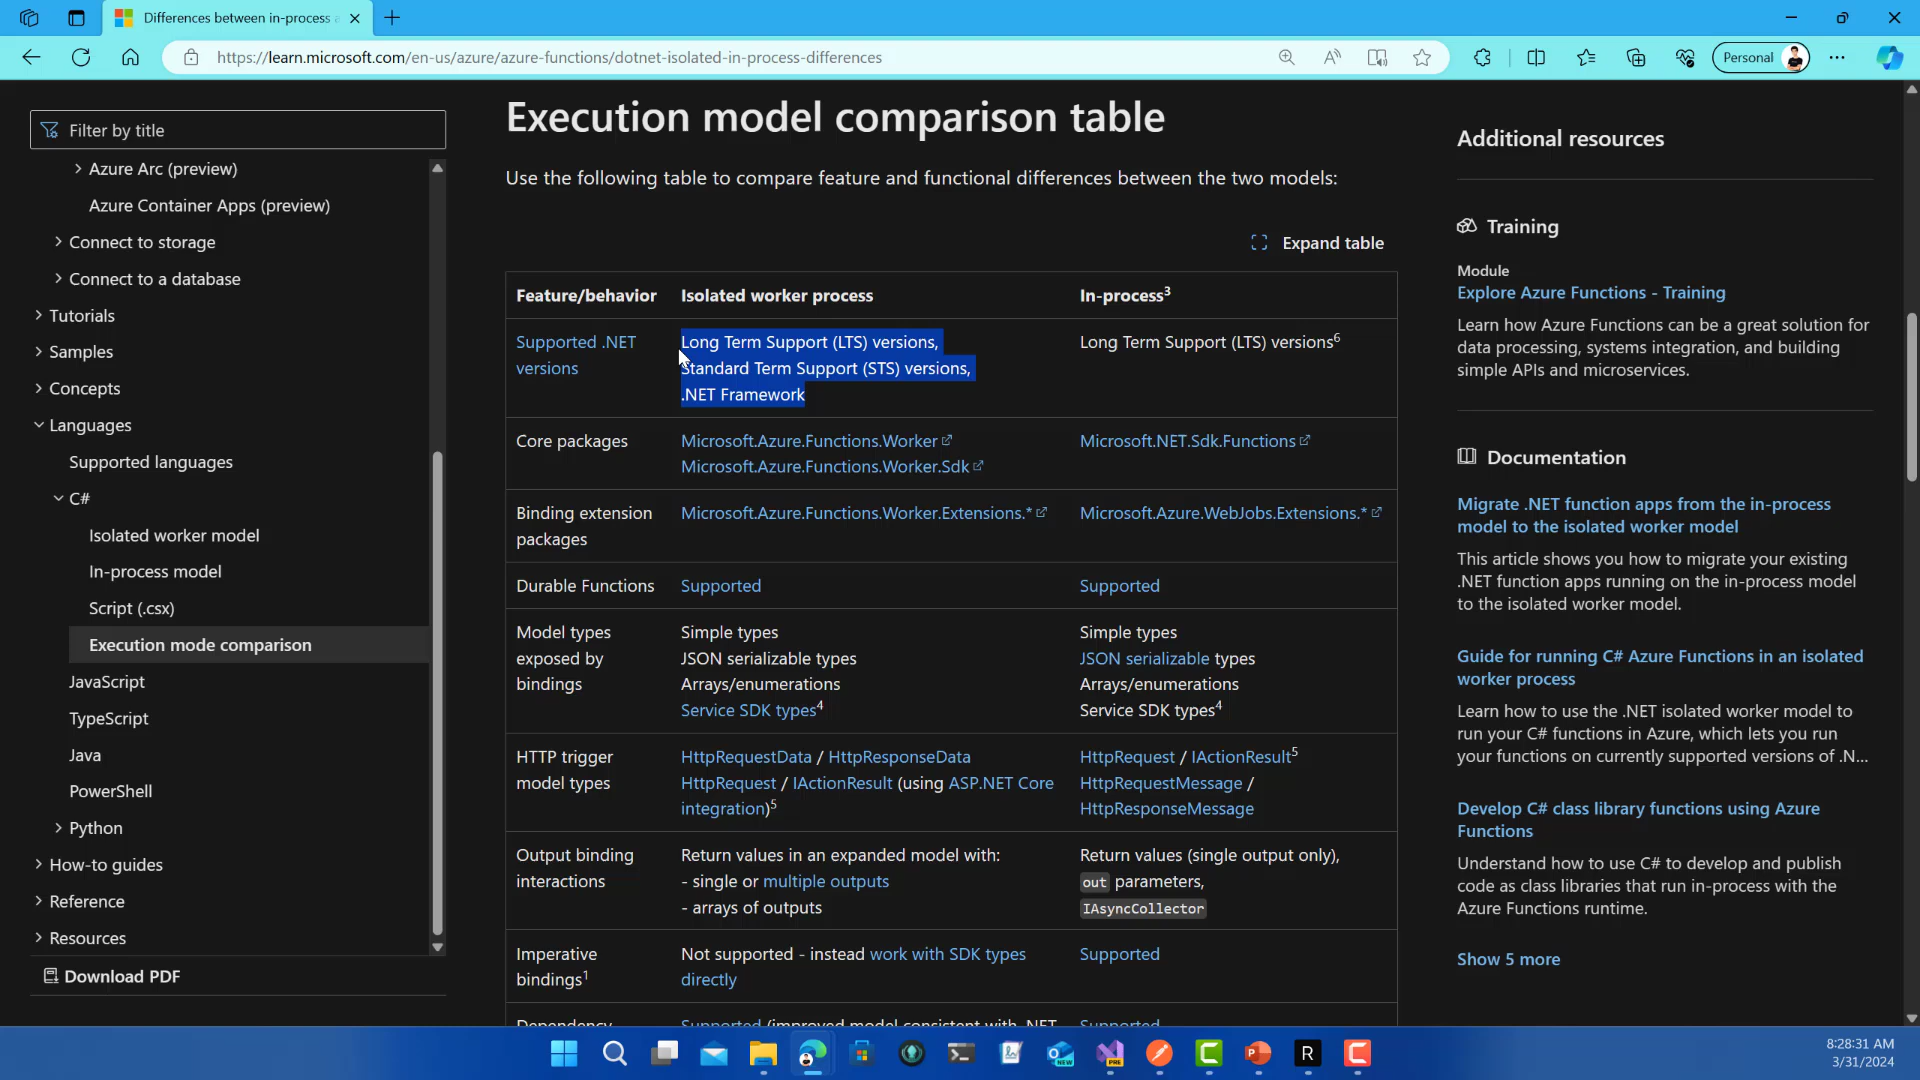 Differences between in-process a
https://learn.microsoft.com/en-us/azure/azure-functions/dotnet-isolated-in-process-differences
Personal
Filter by title
Azure Arc (preview)
Azure Container Apps (preview)
Connect to storage
Connect to a database
Tutorials
Samples
Concepts
Languages
Supported languages
C#
Isolated worker model
In-process model
Script (.csx)
Execution mode comparison
JavaScript
TypeScript
Java
PowerShell
Python
How-to guides
Reference
Resources
Download PDF
Execution model comparison table
Use the following table to compare feature and functional differences between the two models:
Expand table
Feature/behavior Isolated worker process In-process3
Supported .NET Long Term Support (LTS) versions, Long Term Support (LTS) versions6
versions Standard Term Support (STS) versions,
.NET Framework
Core packages Microsoft.Azure.Functions.Worker Microsoft.NET.Sdk.Functions
Microsoft.Azure.Functions.Worker.Sdk
Binding extension Microsoft.Azure.Functions.Worker.Extensions.* Microsoft.Azure.WebJobs.Extensions.*
packages
Durable Functions Supported Supported
Model types Simple types Simple types
exposed by JSON serializable types JSON serializable types
bindings Arrays/enumerations Arrays/enumerations
Service SDK types4 Service SDK types4
HTTP trigger HttpRequestData / HttpResponseData HttpRequest / IActionResult5
model types HttpRequest / IActionResult (using ASP.NET Core HttpRequestMessage /
integration)5 HttpResponseMessage
Output binding Return values in an expanded model with: Return values (single output only),
interactions - single or multiple outputs out parameters,
- arrays of outputs IAsyncCollector
Imperative Not supported - instead work with SDK types Supported
bindings1 directly
Dependency Supported (improved model consistent with .NET Supported
Additional resources
Training
Module
Explore Azure Functions - Training
Learn how Azure Functions can be a great solution for
data processing, systems integration, and building
simple APIs and microservices.
Documentation
Migrate .NET function apps from the in-process
model to the isolated worker model
This article shows you how to migrate your existing
.NET function apps running on the in-process model
to the isolated worker model.
Guide for running C# Azure Functions in an isolated
worker process
Learn how to use the .NET isolated worker model to
run your C# functions in Azure, which lets you run
your functions on currently supported versions of .N...
Develop C# class library functions using Azure
Functions
Understand how to use C# to develop and publish
code as class libraries that run in-process with the
Azure Functions runtime.
Show 5 more
8:28:31 AM
3/31/2024